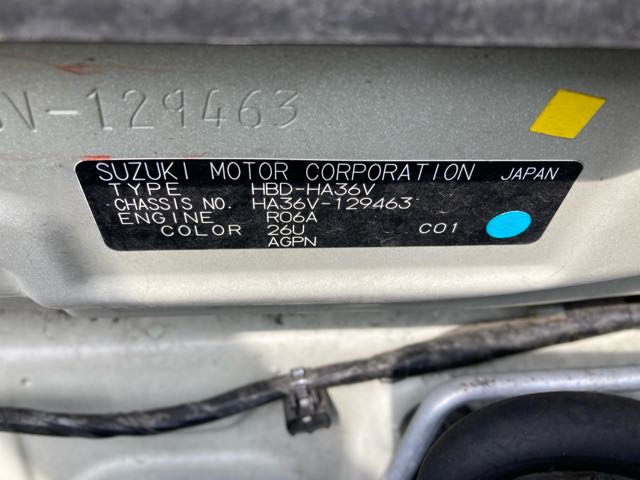 V-129463
SUZUKI MOTOR CORPORATION JAPAN
TYPE HBD-HA36V
CHASSIS NO. HA36V-129463
ENGINE R06A
COLOR 26U C01
AGPN